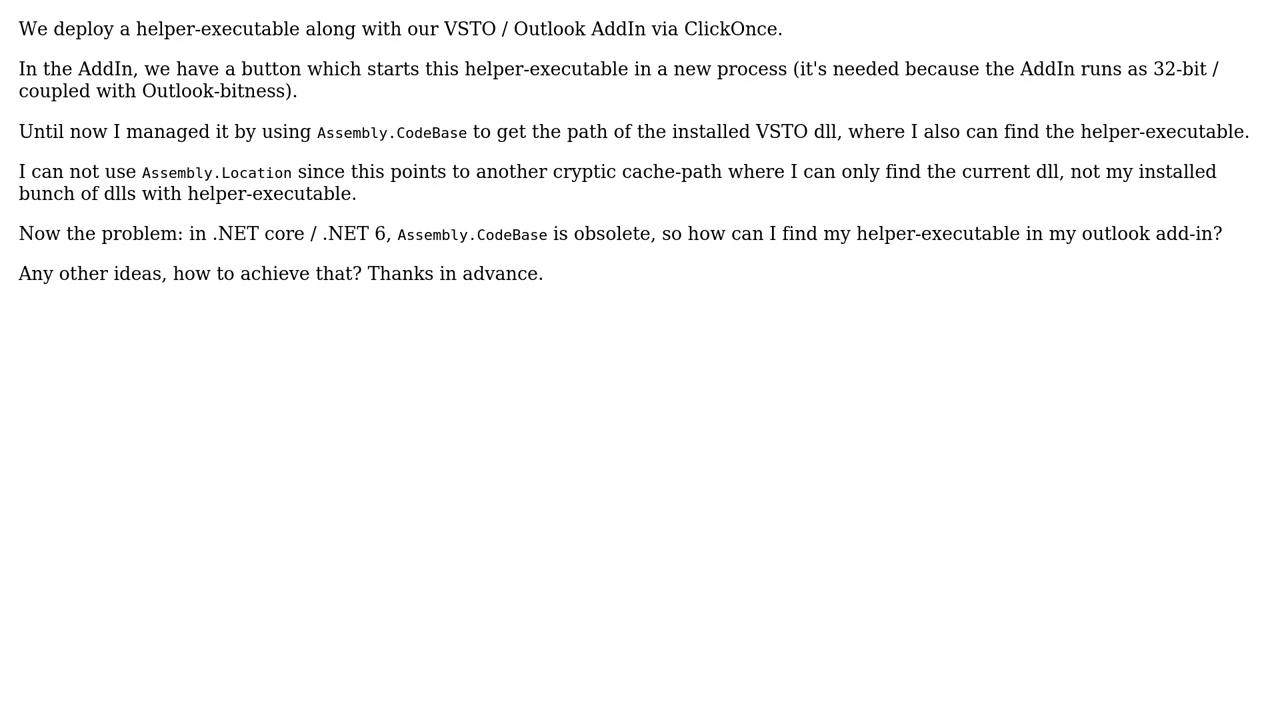 We deploy a helper-executable along with our VSTO / Outlook AddIn via ClickOnce.
In the AddIn, we have a button which starts this helper-executable in a new process (it's needed because the AddIn runs as 32-bit /
coupled with Outlook-bitness).
Until now I managed it by using Assembly.CodeBase to get the path of the installed VSTO dll, where I also can find the helper-executable.
I can not use Assembly.Location since this points to another cryptic cache-path where I can only find the current dll, not my installed
bunch of dlls with helper-executable.
Now the problem: in .NET core / .NET 6, Assembly.CodeBase is obsolete, so how can I find my helper-executable in my outlook add-in?
Any other ideas, how to achieve that? Thanks in advance.